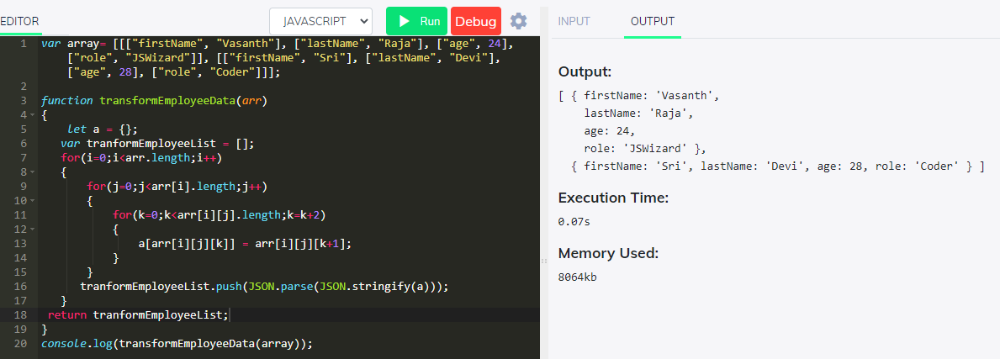 EDITOR
JAVASCRIPT
Run
Debug
INPUT
OUTPUT
1 var array= [[["firstName", "Vasanth"], ["lastName", "Raja"], ["age", 24],
["role", "JSWizard"]], [["firstName", "Sri"], ["lastName", "Devi"],
["age", 28], ["role", "Coder"]]];
2
3 function transformEmployeeData(arr)
4 {
5 let a = {};
6 var tranformEmployeeList = [];
7 for(i=0;i<arr.length;i++)
8 {
9 for(j=0;j<arr[i].length;j++)
10 {
11 for(k=0;k<arr[i][j].length;k=k+2)
12 {
13 a[arr[i][j][k]] = arr[i][j][k+1];
14 }
15 }
16 tranformEmployeeList.push(JSON.parse(JSON.stringify(a)));
17 }
18 return tranformEmployeeList;
19 }
20 console.log(transformEmployeeData(array));
Output:
[ { firstName: 'Vasanth',
lastName: 'Raja',
age: 24,
role: 'JSWizard' },
{ firstName: 'Sri', lastName: 'Devi', age: 28, role: 'Coder' } ]
Execution Time:
0.07s
Memory Used:
8064kb